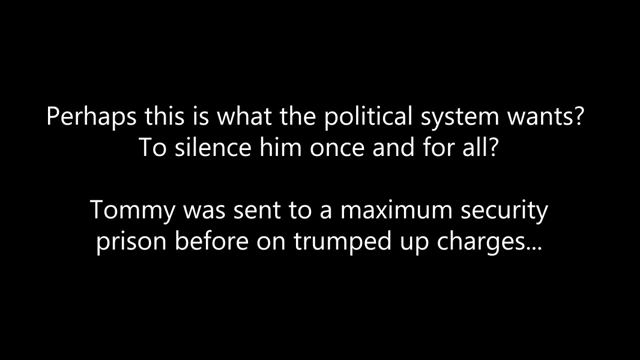 Perhaps this is what the political system wants?
To silence him once and for all?
Tommy was sent to a maximum security
prison before on trumped up charges...